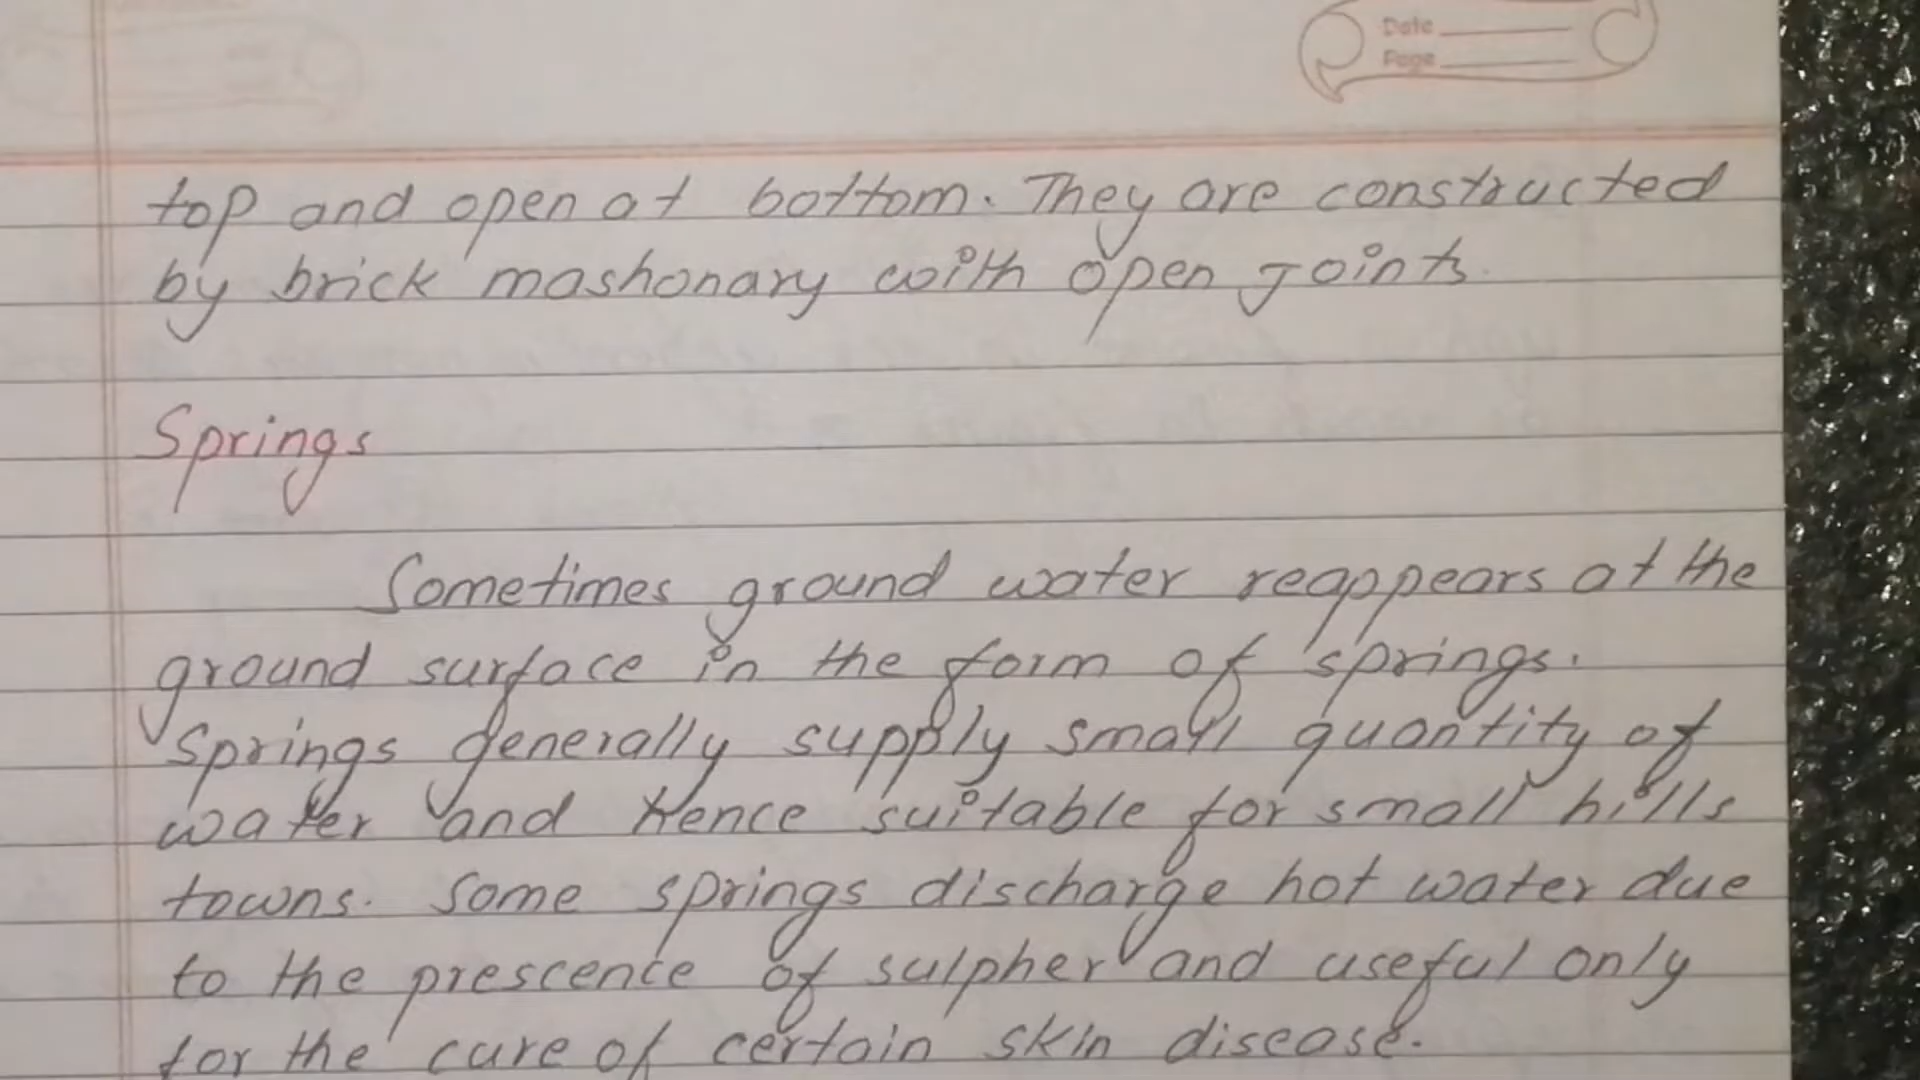 Date
Page
top and open at bottom. They are constructed
by brick mashonary with open joints.
Springs
Sometimes ground water reappears at the
ground surface in the form of springs.
Springs generally supply small quantity of
water and Hence suitable for small hills
towns. Some springs discharge hot water due
to the prescence of sulpher and useful only
for the cure of certain skin disease.